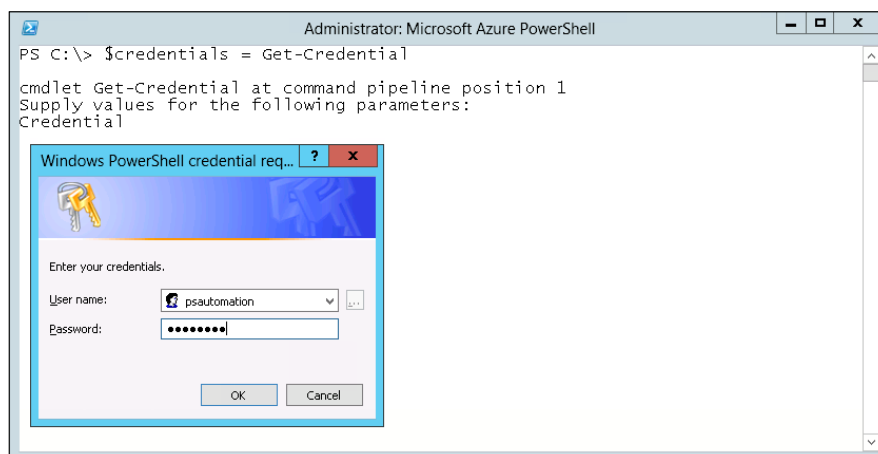 Administrator: Microsoft Azure PowerShell
PS C:\> $credentials = Get-Credential
cmdlet Get-Credential at command pipeline position 1
Supply values for the following parameters:
Credential
Windows PowerShell credential req...
Enter your credentials.
User name: psautomation
Password: ●●●●●●●●
OK Cancel